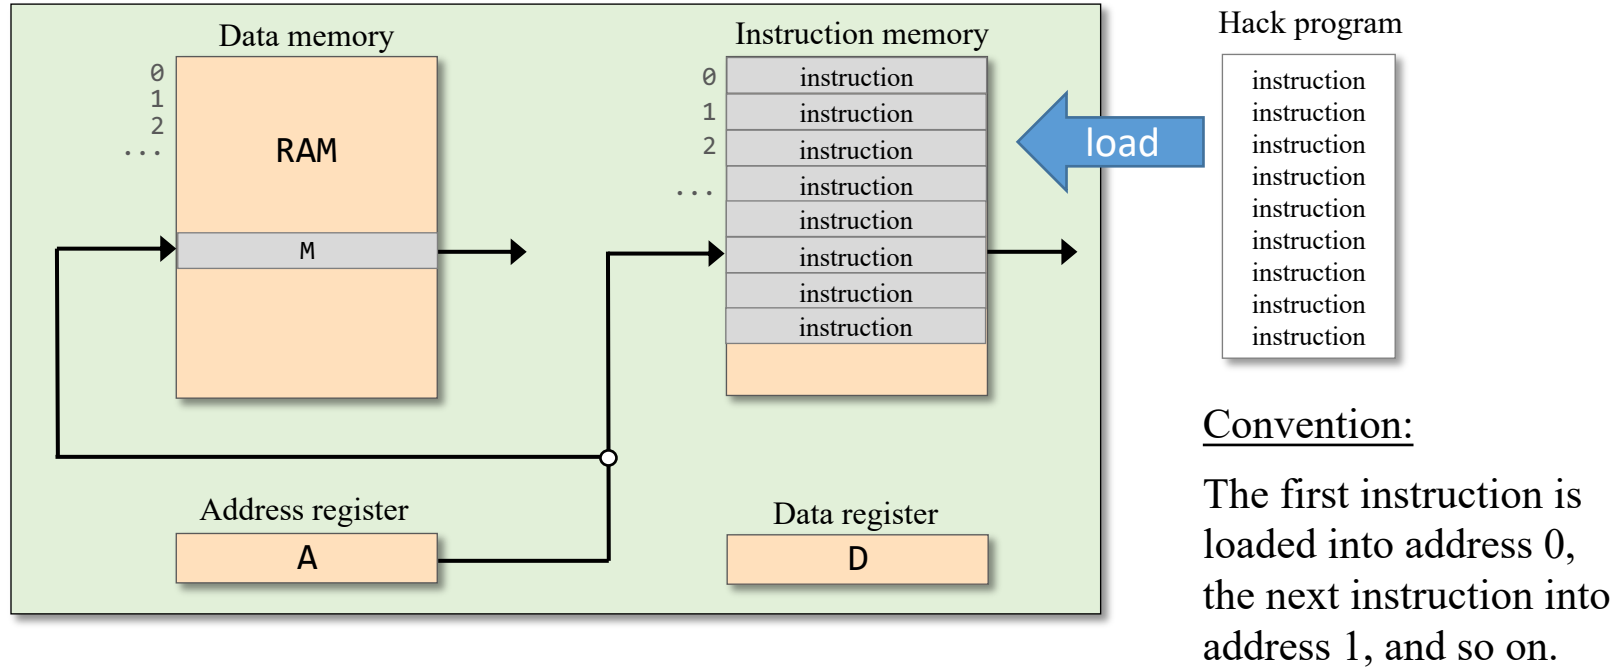 Data memory
0
1
2
...
RAM
M
Instruction memory
0
1
2
...
instruction
instruction
instruction
instruction
instruction
instruction
instruction
instruction
load
Hack program
instruction
instruction
instruction
instruction
instruction
instruction
instruction
instruction
instruction
Address register
A
Data register
D
Convention:
The first instruction is
loaded into address 0,
the next instruction into
address 1, and so on.